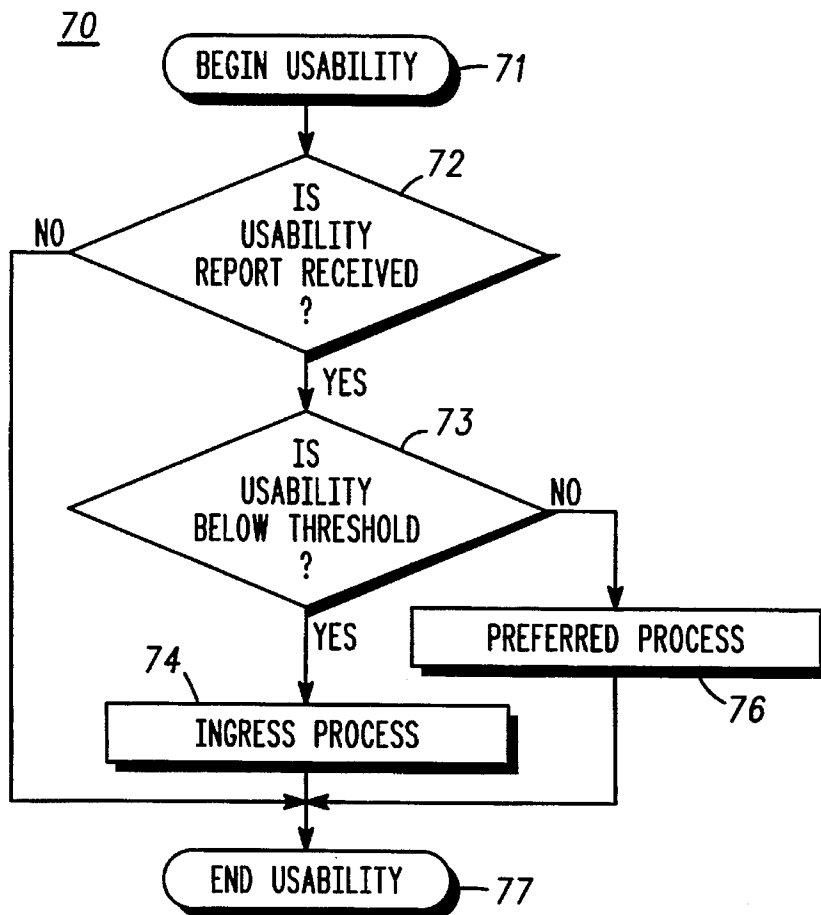 70
BEGIN USABILITY
71
72
IS
USABILITY
REPORT RECEIVED
?
NO
YES
73
IS
USABILITY
BELOW THRESHOLD
?
NO
YES
PREFERRED PROCESS
76
74
INGRESS PROCESS
END USABILITY
77